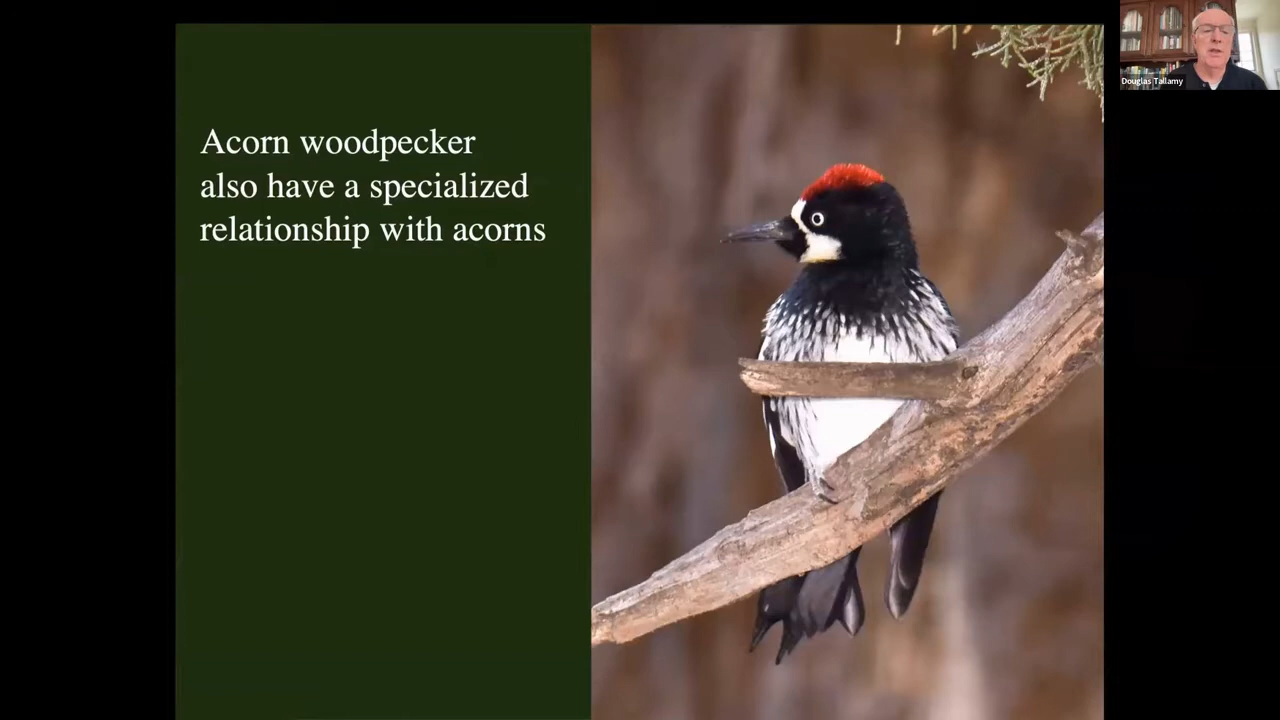 Acorn woodpecker
also have a specialized
relationship with acorns
Douglas Tallamy